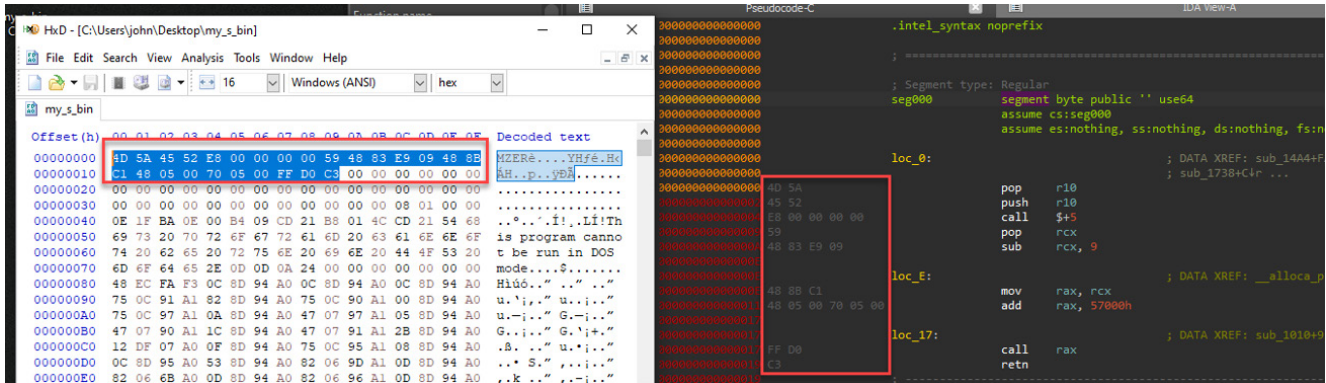 HxD - [C:\Users\john\Desktop\my_s_bin]
File Edit Search View Analysis Tools Window Help
16 Windows (ANSI) hex
my_s_bin
Offset(h) 00 01 02 03 04 05 06 07 08 09 0A 0B 0C 0D 0E 0F Decoded text
00000000 4D 5A 45 52 E8 00 00 00 00 59 48 83 E9 09 48 8B MZERè....YHƒé.H‹
00000010 C1 48 05 00 70 05 00 FF D0 C3 00 00 00 00 00 00 ÁH..p..ÿÐÃ......
00000020 00 00 00 00 00 00 00 00 00 00 00 00 00 00 00 00 ................
00000030 00 00 00 00 00 00 00 00 00 00 00 00 08 01 00 00 ................
00000040 0E 1F BA 0E 00 B4 09 CD 21 B8 01 4C CD 21 54 68 ..º..´.Í!¸.LÍ!Th
00000050 69 73 20 70 72 6F 67 72 61 6D 20 63 61 6E 6E 6F is program canno
00000060 74 20 62 65 20 72 75 6E 20 69 6E 20 44 4F 53 20 t be run in DOS
00000070 6D 6F 64 65 2E 0D 0D 0A 24 00 00 00 00 00 00 00 mode....$.......
00000080 48 EC FA F3 0C 8D 94 A0 0C 8D 94 A0 0C 8D 94 A0 Hìúó..” ..” ..”
00000090 75 0C 91 A1 82 8D 94 A0 75 0C 90 A1 00 8D 94 A0 u.‘¡‚.” u..¡..”
000000A0 75 0C 97 A1 0A 8D 94 A0 47 07 97 A1 05 8D 94 A0 u.—¡..” G.—¡..”
000000B0 47 07 90 A1 1C 8D 94 A0 47 07 91 A1 2B 8D 94 A0 G..¡..” G.‘¡+.”
000000C0 12 DF 07 A0 0F 8D 94 A0 75 0C 95 A1 08 8D 94 A0 .ß. ..” u.•¡..”
000000D0 0C 8D 95 A0 53 8D 94 A0 82 06 9D A1 0D 8D 94 A0 ..• S.” ‚..¡..”
000000E0 82 06 6B A0 0D 8D 94 A0 82 06 96 A1 0D 8D 94 A0 ‚.k ..” ‚.–¡..”
Function name
Pseudocode-C
IDA View-A
.intel_syntax noprefix
; Segment type: Regular
seg000 segment byte public '' use64
assume cs:seg000
assume es:nothing, ss:nothing, ds:nothing,
loc_0: ; DATA XREF: sub_14A4+
; sub_1738+C↓r ...
4D 5A pop r10
45 52 push r10
E8 00 00 00 00 call $+5
59 pop rcx
48 83 E9 09 sub rcx, 9
loc_E: ; DATA XREF:
48 8B C1 mov rax, rcx
48 05 00 70 05 00 add rax, 57000h
loc_17: ; DATA XREF: sub_1010+9
FF D0 call rax
C3 retn